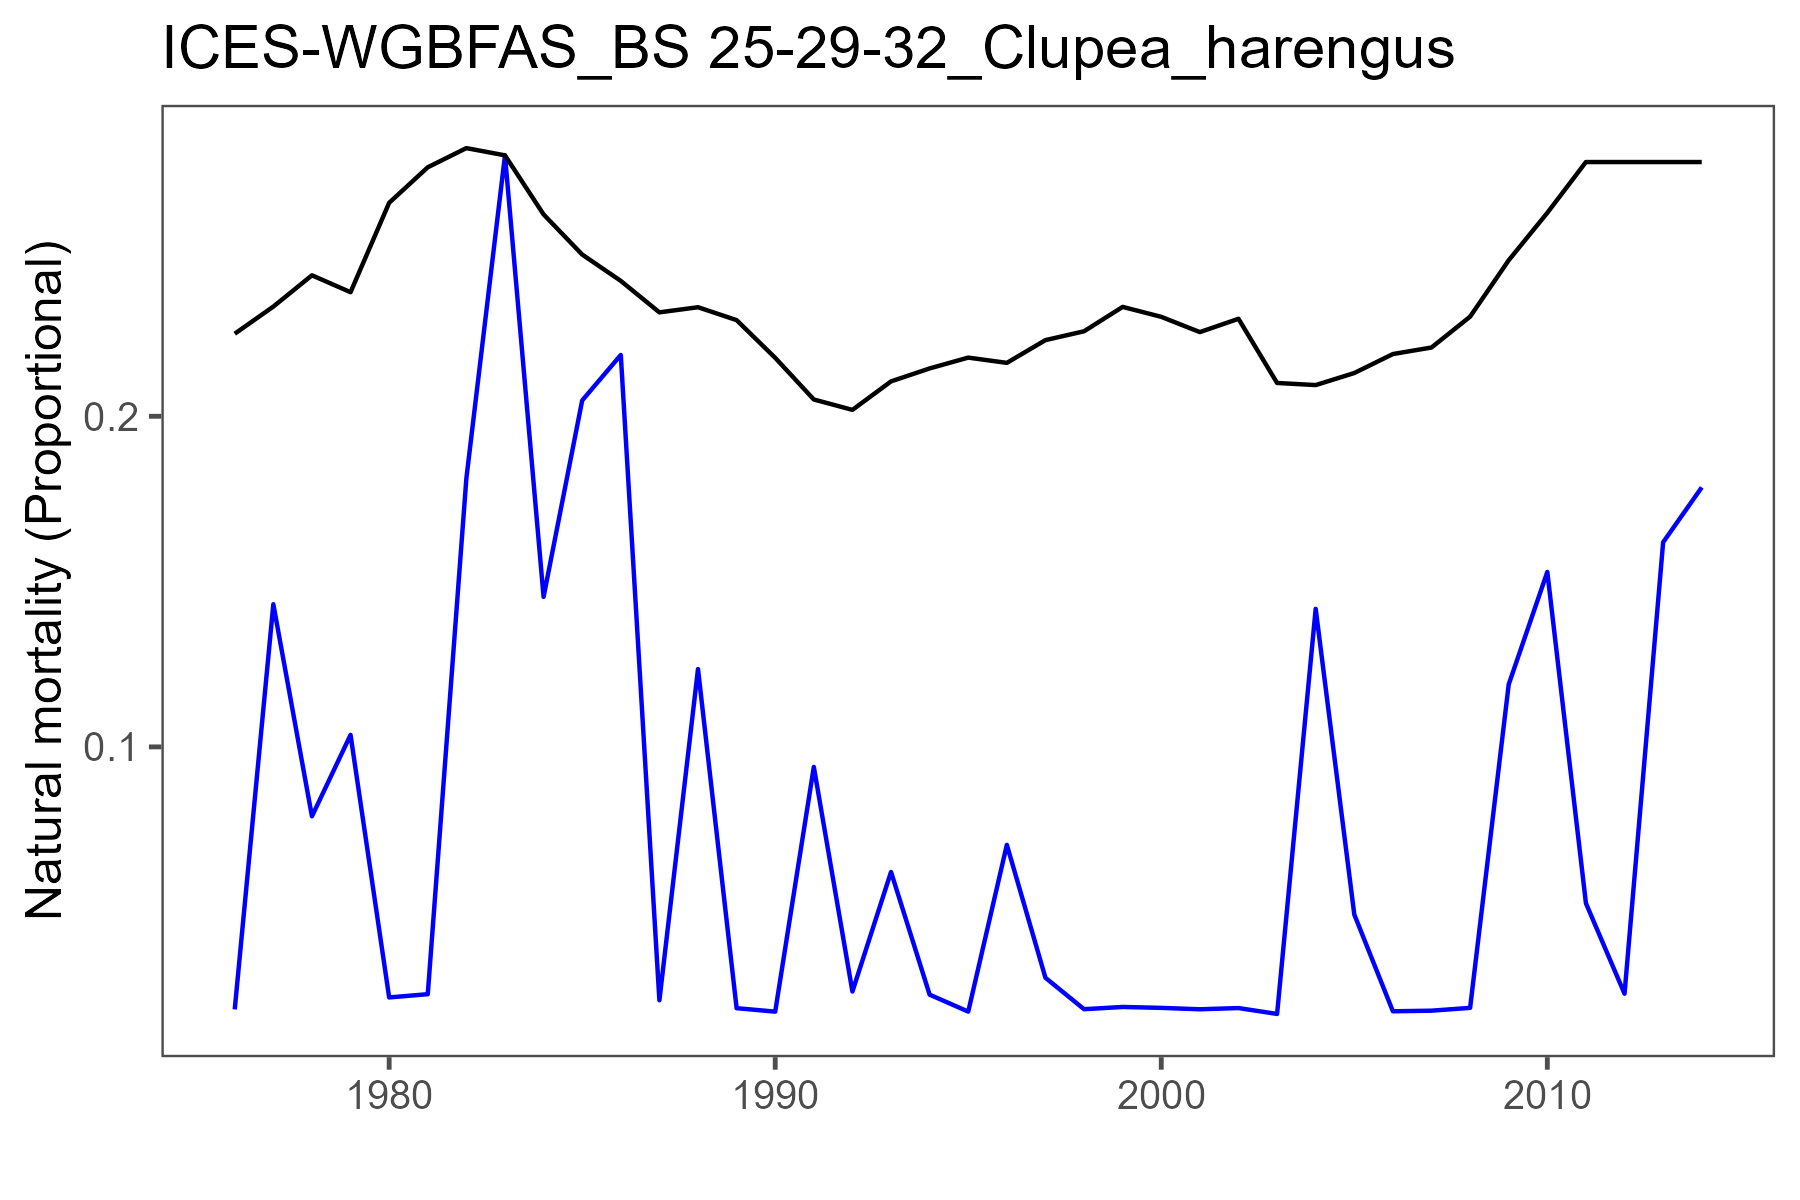 ICES-WGBFAS_BS 25-29-32_Clupea_harengus
Natural mortality (Proportional)
0.2
0.1
1980 1990 2000 2010